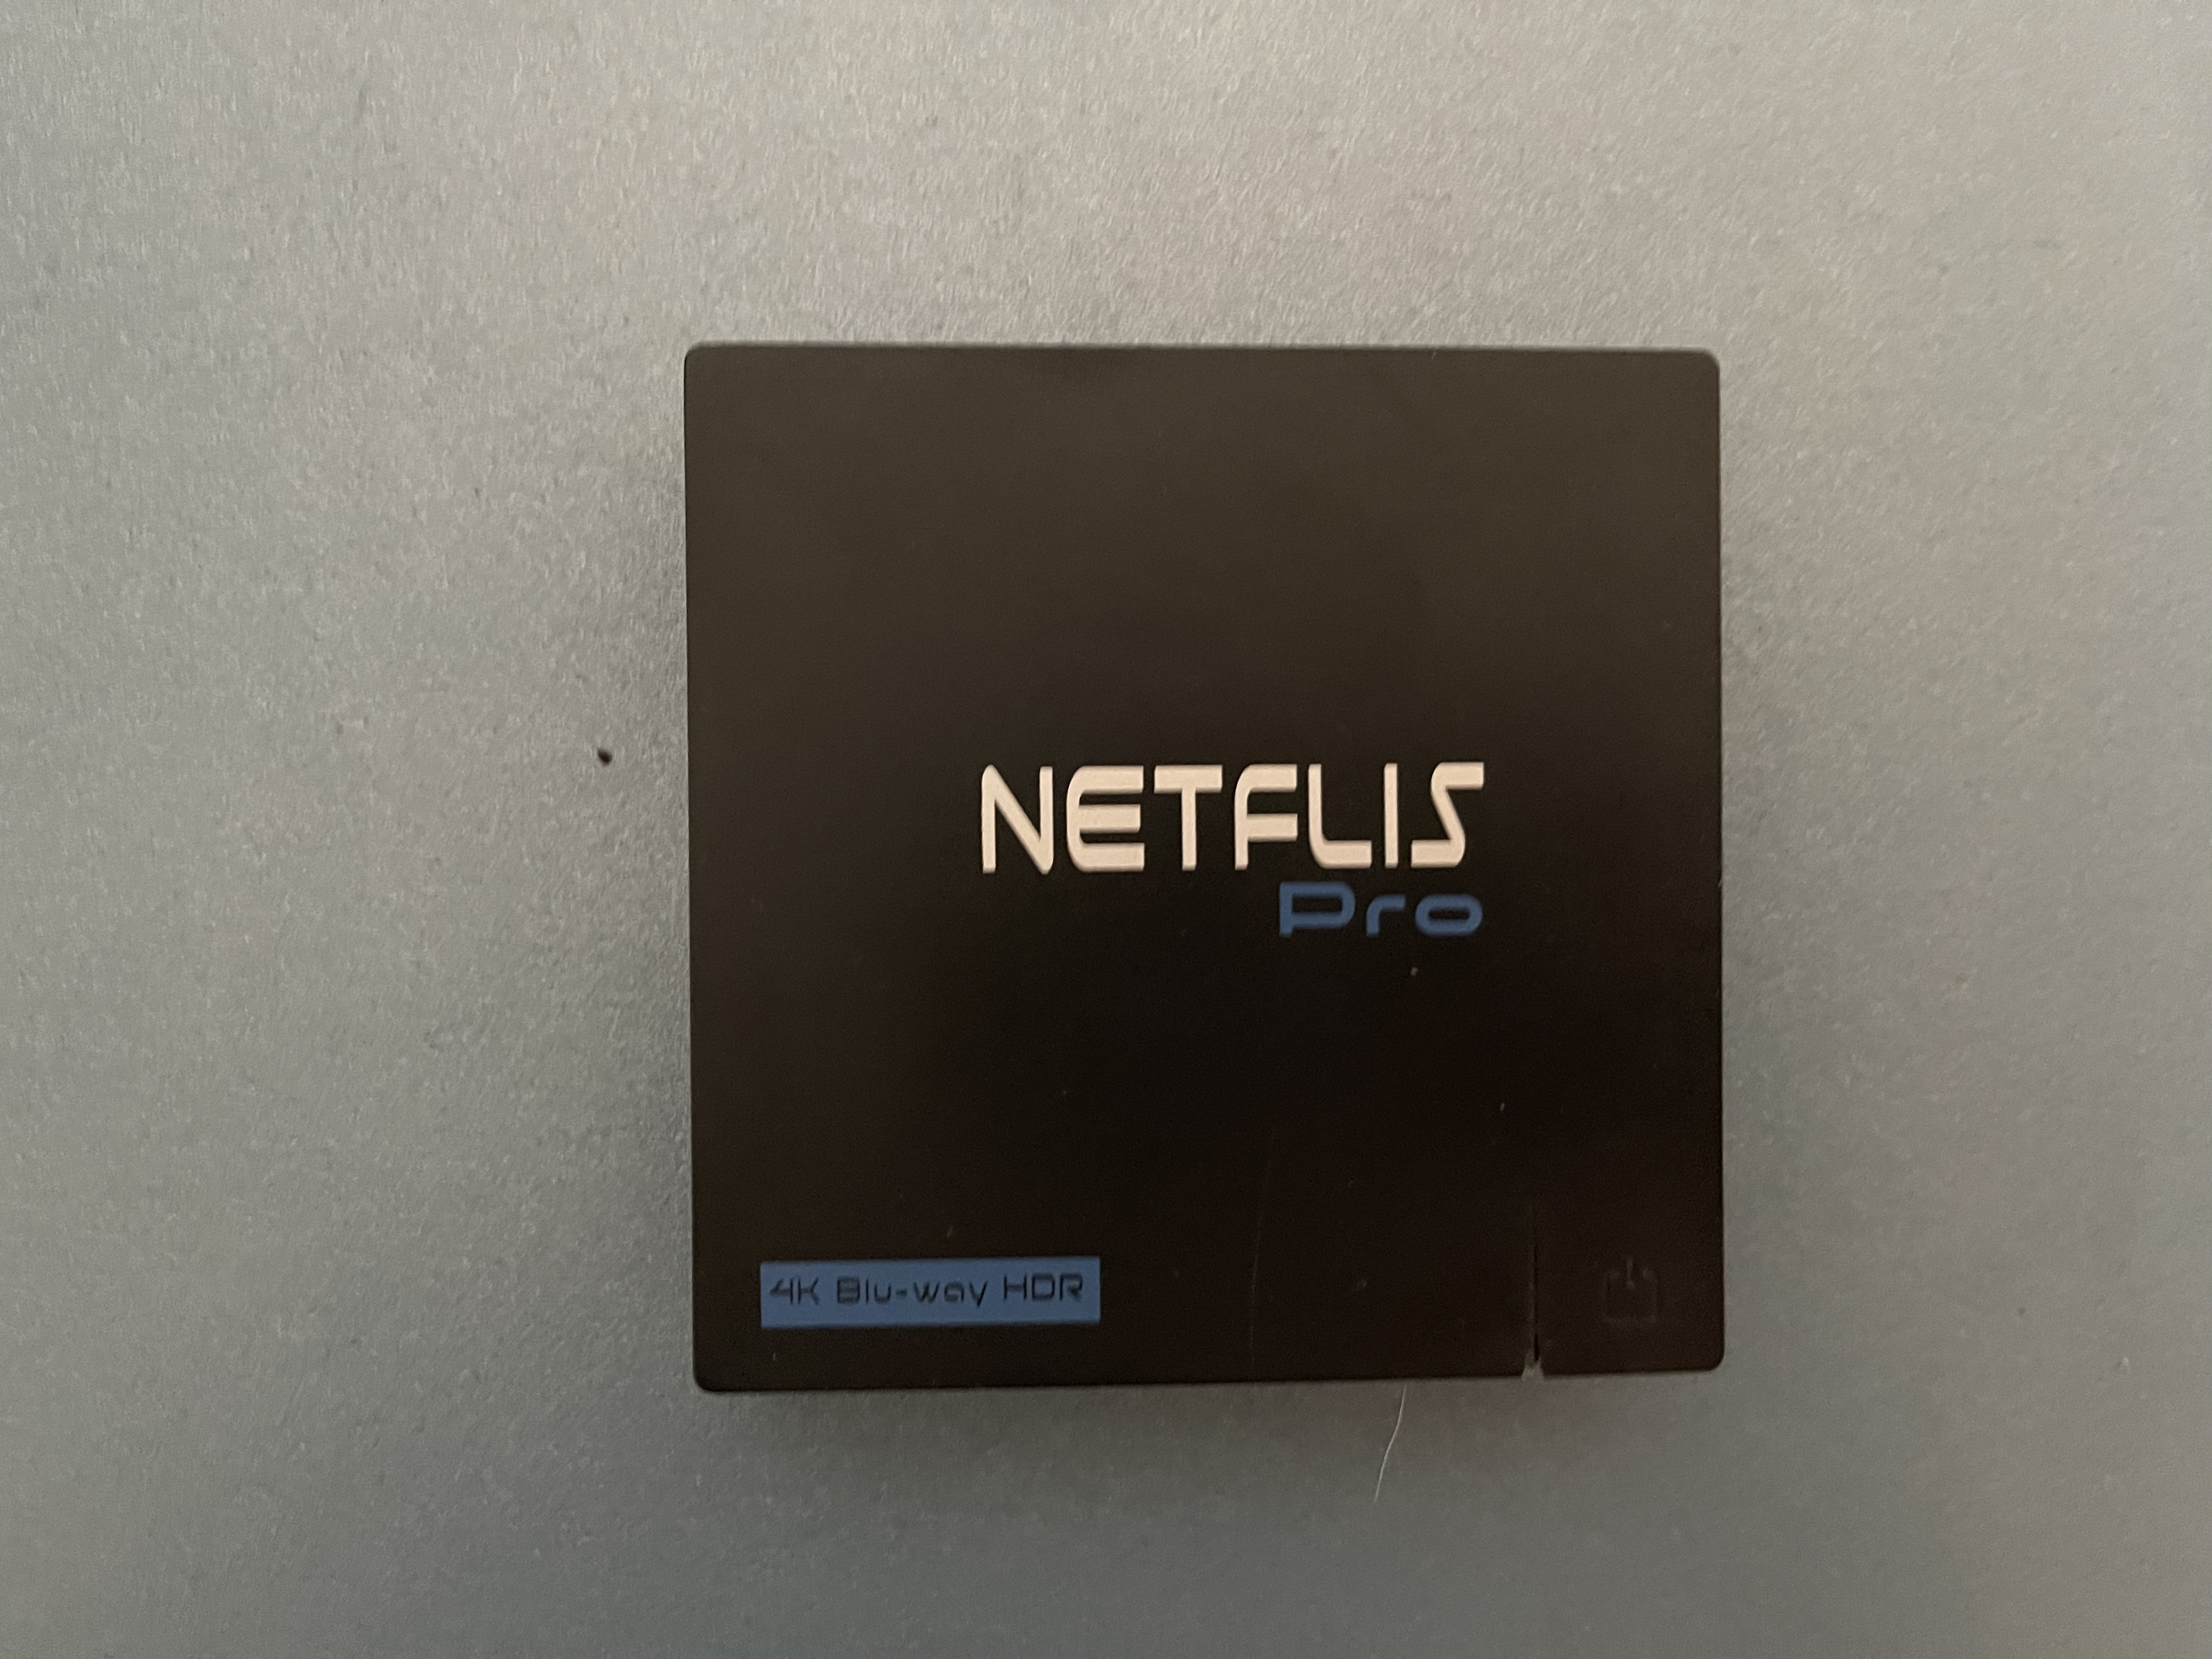 NETFLIS
Pro
4K Blu-way HDR